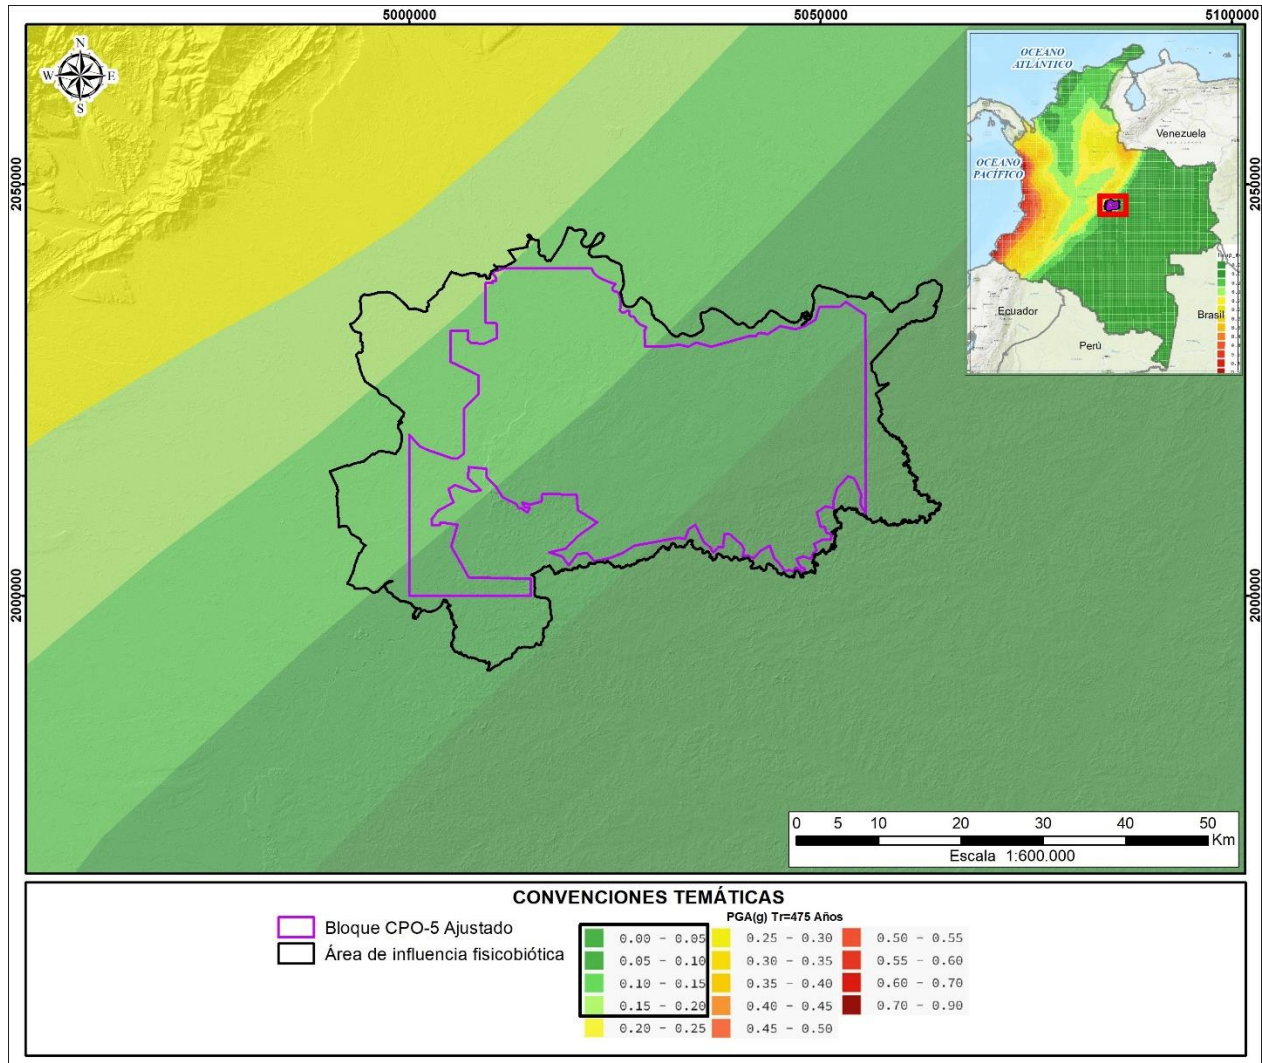 5000000
5050000
5100000
N
W E
S
2050000
2000000
2050000
2000000
OCEANO
ATLÁNTICO
Venezuela
OCEANO
PACÍFICO
Ecuador
Brasil
Perú
0 5 10 20 30 40 50
Km
Escala 1:600.000
CONVENCIONES TEMÁTICAS
Bloque CPO-5 Ajustado
Área de influencia fisicobiótica
PGA(g) Tr=475 Años
0.00 - 0.05
0.05 - 0.10
0.10 - 0.15
0.15 - 0.20
0.20 - 0.25
0.25 - 0.30
0.30 - 0.35
0.35 - 0.40
0.40 - 0.45
0.45 - 0.50
0.50 - 0.55
0.55 - 0.60
0.60 - 0.70
0.70 - 0.90